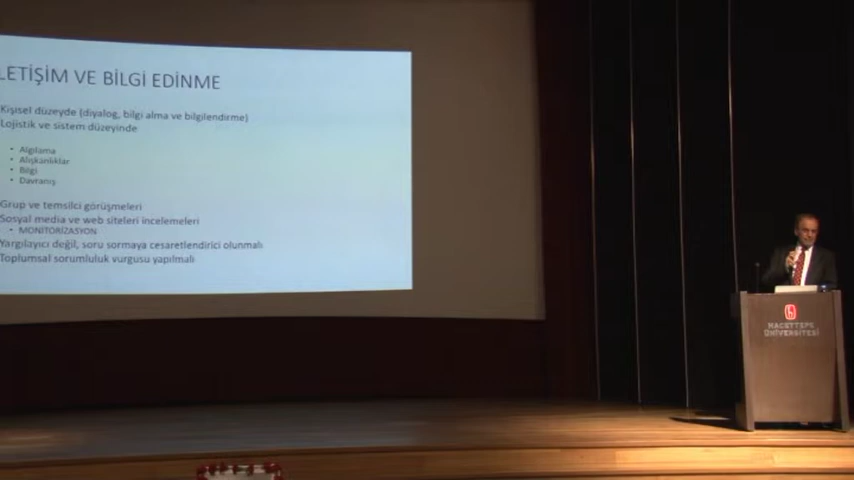 LETİŞİM VE BİLGİ EDİNME
Kişisel düzeyde (diyalog, bilgi alma ve bilgilendirme)
Lojistik ve sistem düzeyinde
• Algılama
• Alışkanlıklar
• Bilgi
• Davranış
Grup ve temsilci görüşmeleri
Sosyal media ve web siteleri incelemeleri
• MONİTORİZASYON
Yargılayıcı değil, soru sormaya cesaretlendirici olunmalı
Toplumsal sorumluluk vurgusu yapılmalı
HACETTEPE
ÜNİVERSİTESİ